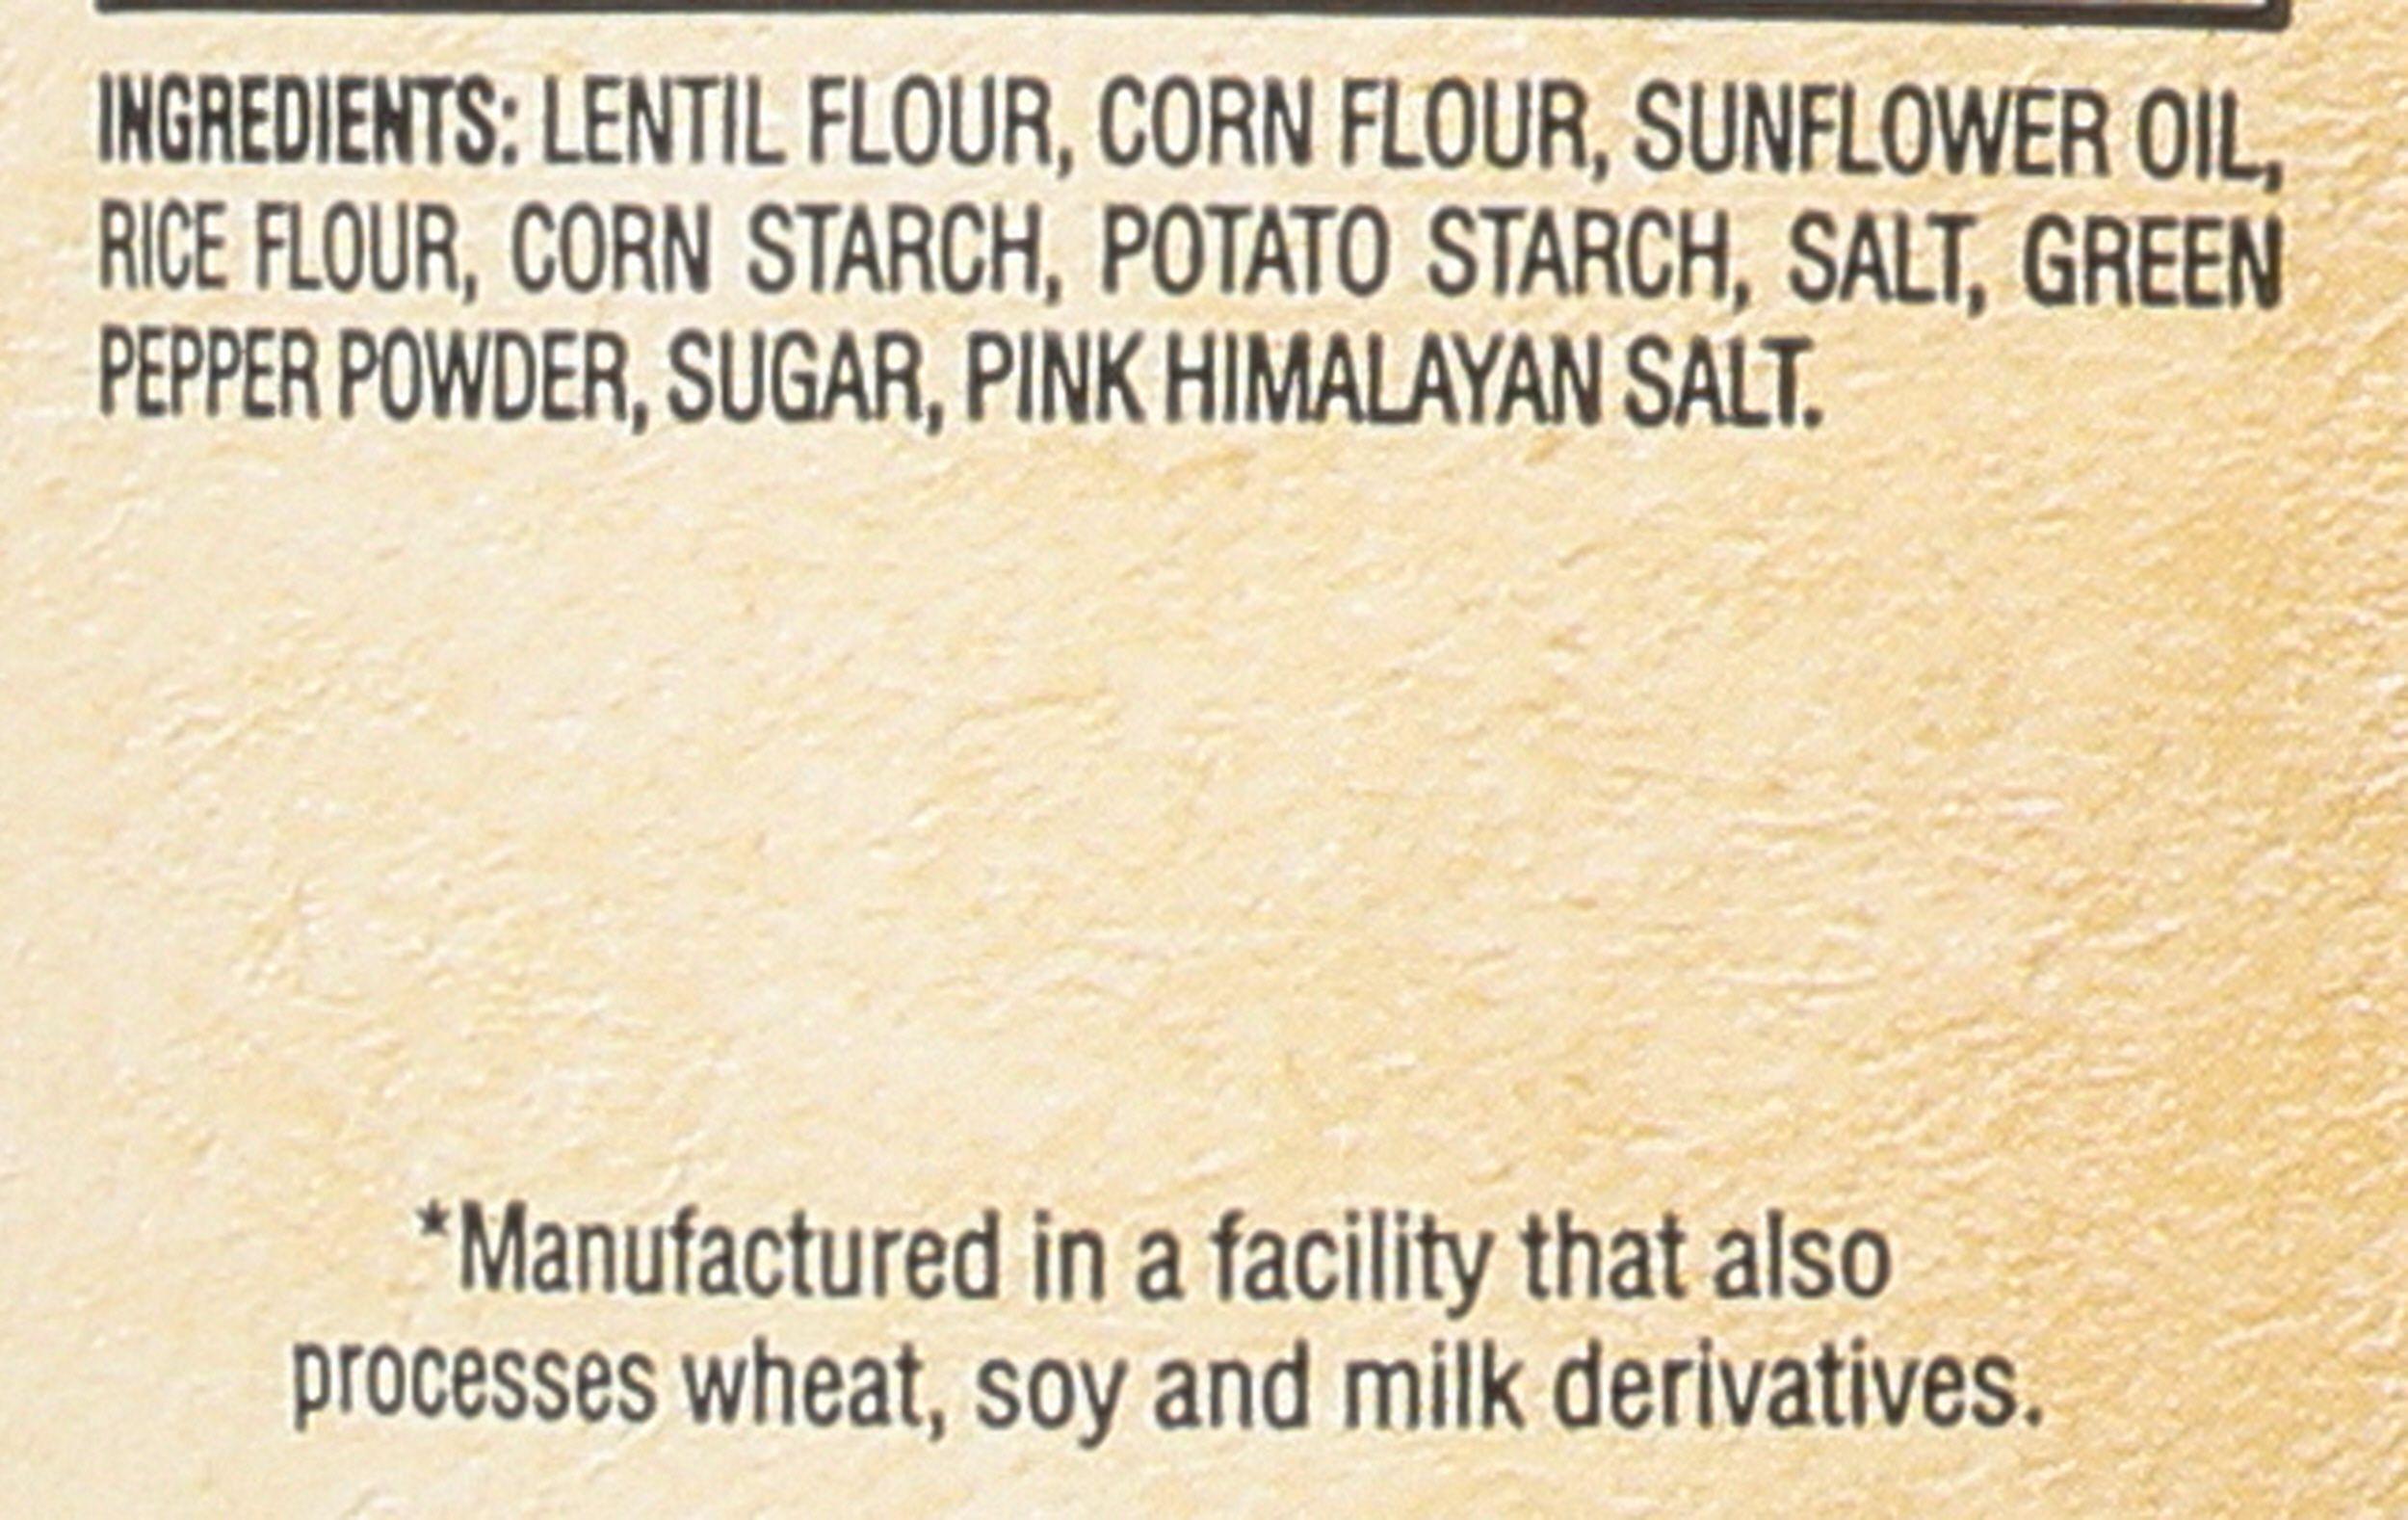 INGREDIENTS: LENTIL FLOUR, CORN FLOUR, SUNFLOWER OIL,
RICE FLOUR, CORN STARCH, POTATO STARCH, SALT, GREEN
PEPPER POWDER, SUGAR, PINK HIMALAYAN SALT.
*Manufactured in a facility that also
processes wheat, soy and milk derivatives.